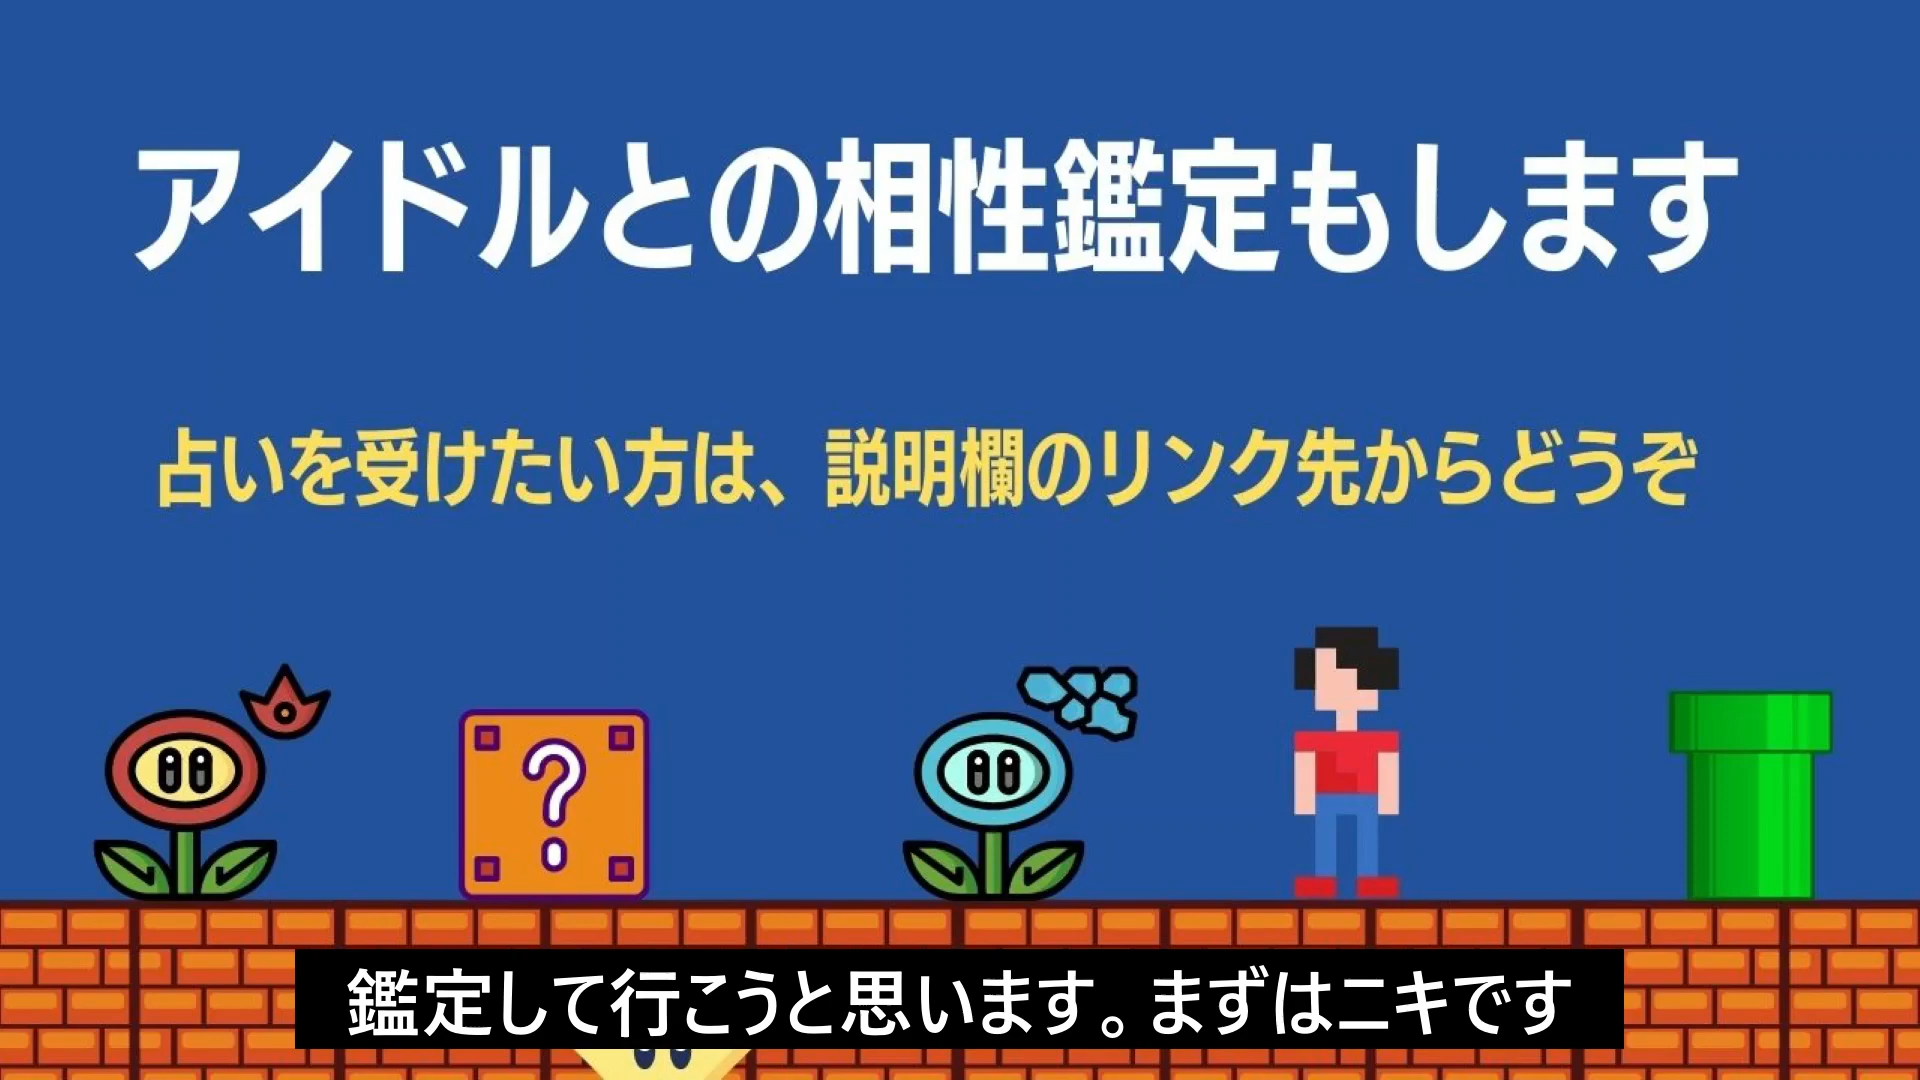 アイドルとの相性鑑定もします
占いを受けたい方は、説明欄のリンク先からどうぞ
?
鑑定して行こうと思います。まずはニキです